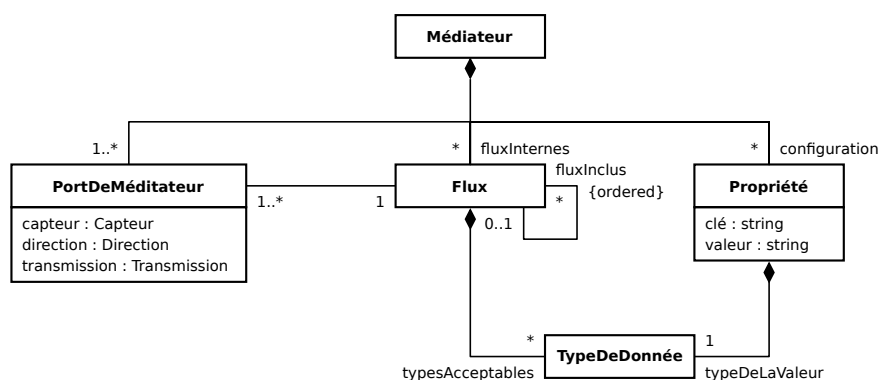 Médiateur
1..*
* fluxInternes
* configuration
PortDeMéditateur
capteur : Capteur
direction : Direction
transmission : Transmission
1..*
1
Flux
fluxInclus
{ordered}
*
0..1
Propriété
clé : string
valeur : string
*
typesAcceptables
TypeDeDonnée
1
typeDeLaValeur